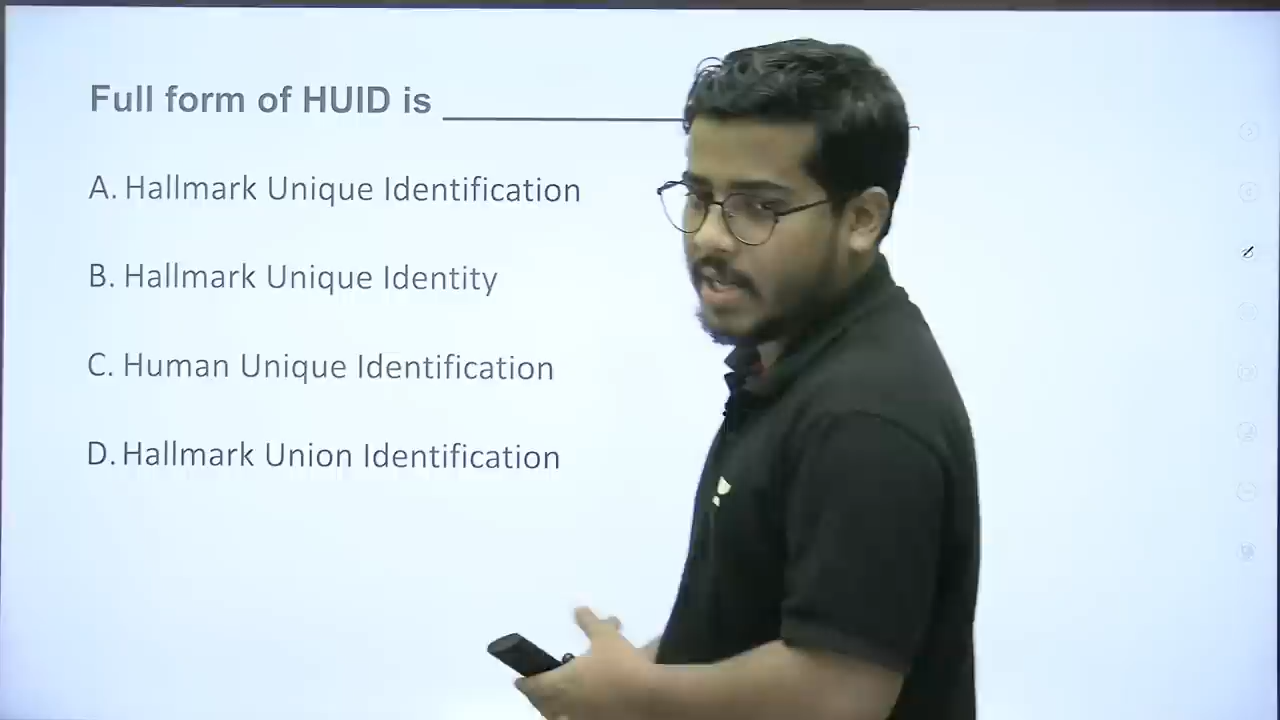 Full form of HUID is ____________
A. Hallmark Unique Identification
B. Hallmark Unique Identity
C. Human Unique Identification
D. Hallmark Union Identification